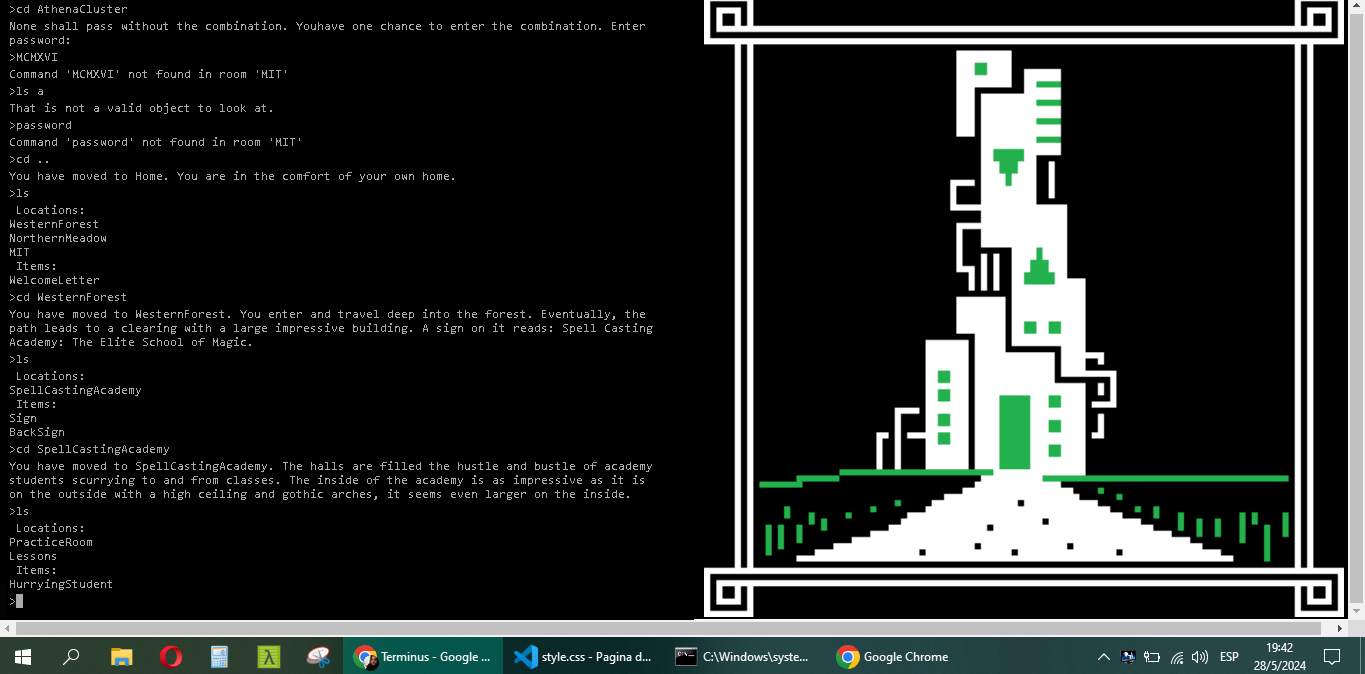 >cd AthenaCluster
None shall pass without the combination. Youhave one chance to enter the combination. Enter
password:
>MCMXVI
Command 'MCMXVI' not found in room 'MIT'
>ls a
That is not a valid object to look at.
>password
Command 'password' not found in room 'MIT'
>cd ..
You have moved to Home. You are in the comfort of your own home.
>ls
Locations:
WesternForest
NorthernMeadow
MIT
Items:
WelcomeLetter
>cd WesternForest
You have moved to WesternForest. You enter and travel deep into the forest. Eventually, the
path leads to a clearing with a large impressive building. A sign on it reads: Spell Casting
Academy: The Elite School of Magic.
>ls
Locations:
SpellCastingAcademy
Items:
Sign
BackSign
>cd SpellCastingAcademy
You have moved to SpellCastingAcademy. The halls are filled the hustle and bustle of academy
students scurrying to and from classes. The inside of the academy is as impressive as it is
on the outside with a high ceiling and gothic arches, it seems even larger on the inside.
>ls
Locations:
PracticeRoom
Lessons
Items:
HurryingStudent
>
Terminus - Google ...
style.css - Pagina d...
C:\Windows\syste...
Google Chrome
ESP
19:42
28/5/2024